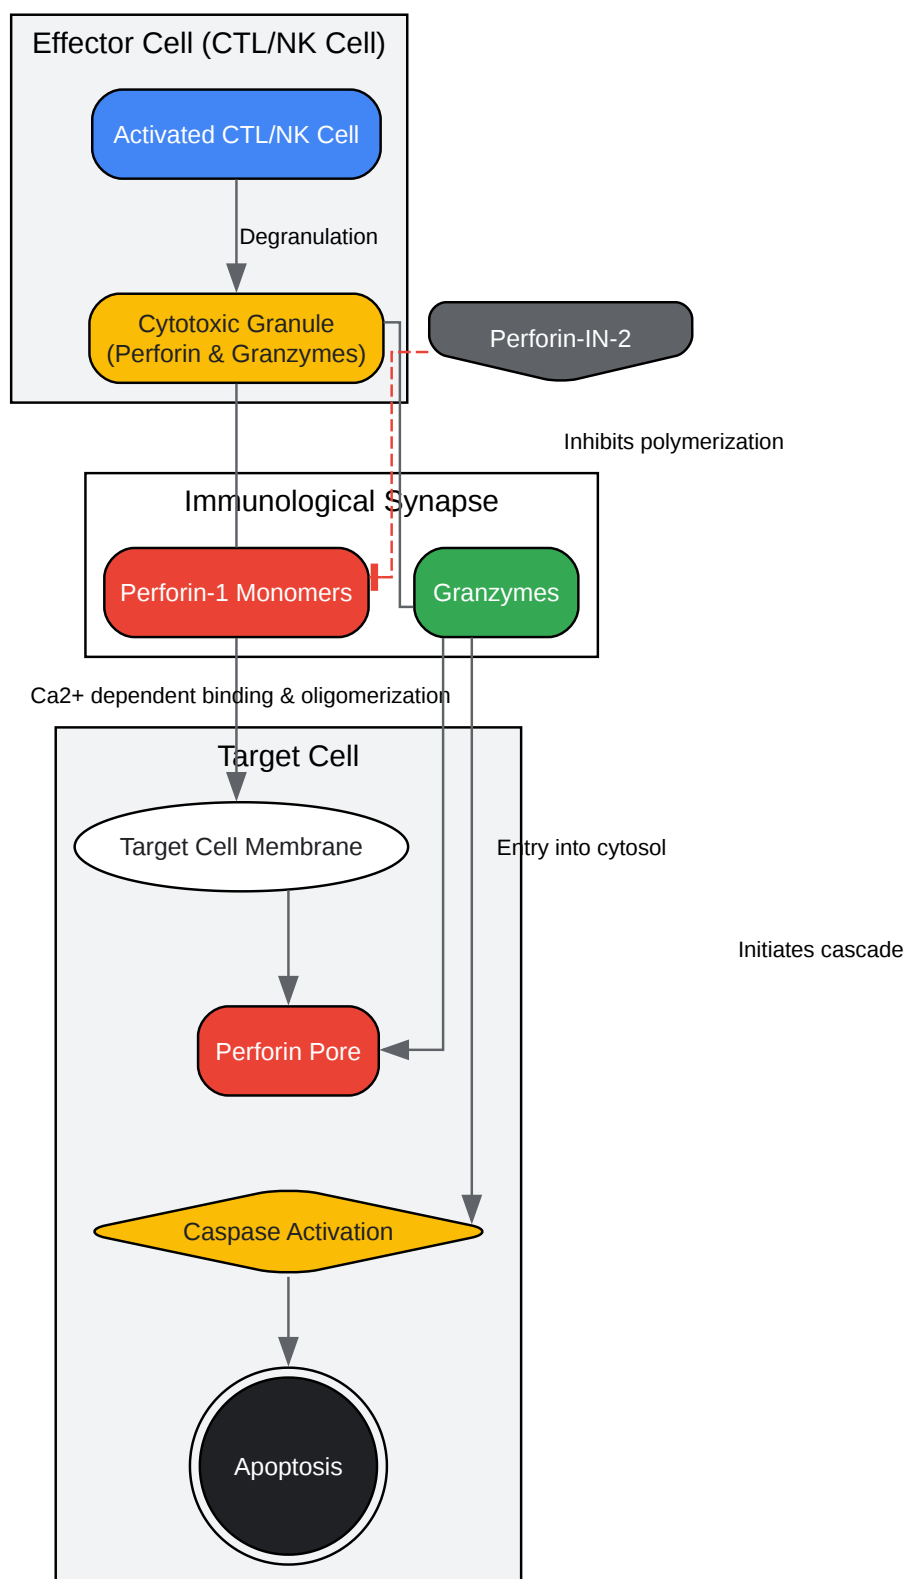 Effector Cell (CTL/NK Cell)
Activated CTL/NK Cell
Degranulation
Cytotoxic Granule
(Perforin & Granzymes)
Perforin-IN-2
Inhibits polymerization
Immunological Synapse
Perforin-1 Monomers
Granzymes
Ca2+ dependent binding & oligomerization
Target Cell
Target Cell Membrane
Entry into cytosol
Initiates cascade
Perforin Pore
Caspase Activation
Apoptosis